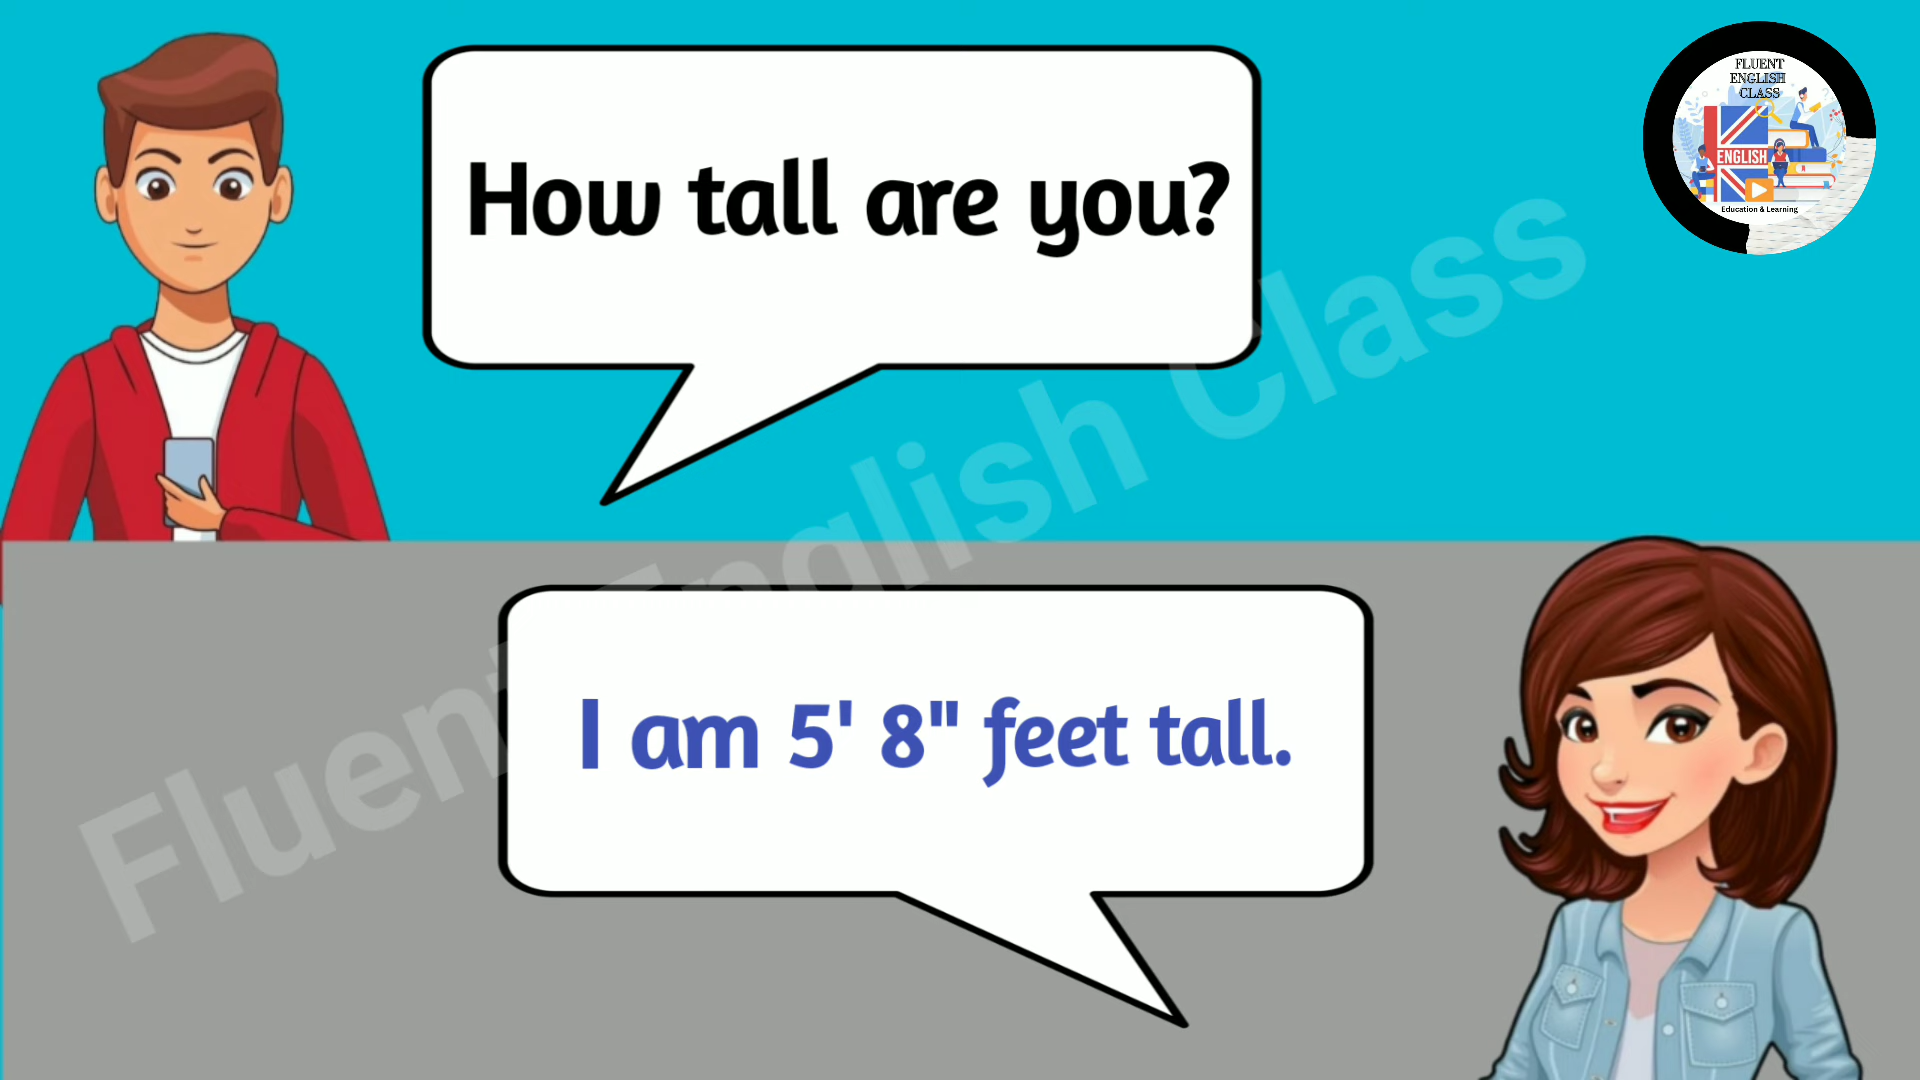 How tall are you?
FLUENT
ENGLISH
CLASS
ENGLISH
Education & Learning
Fluent English Class
I am 5' 8" feet tall.